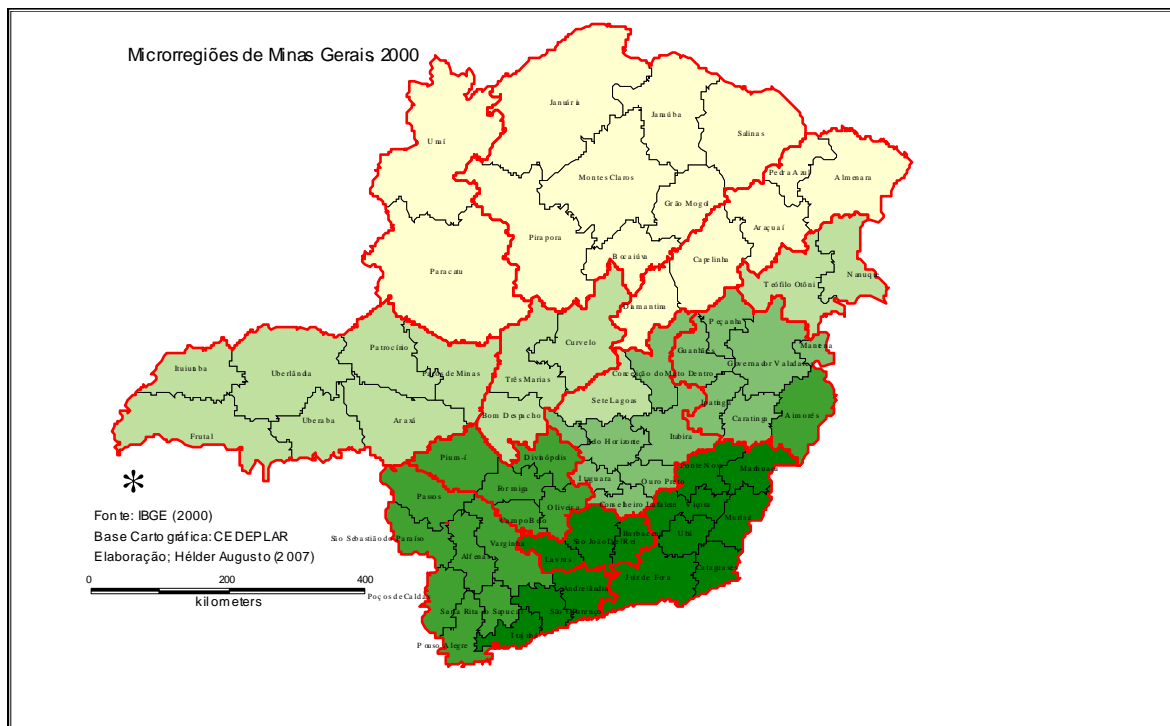 Microrregiões de Minas Gerais, 2000
Januária
Janaúba
Salinas
Unaí
Pedra Azul
Almenara
Montes Claros
Grão Mogol
Araçuaí
Pirapora
Bocaiúva
Capelinha
Paracatu
Nanuque
Teófilo Otôni
Diamantina
Peçanha
Curvelo
Guanhães
Mantena
Patrocínio
Governador Valadares
Ituiutaba
Uberlândia
Patos de Minas
Três Marias
Conceição do Mato Dentro
Sete Lagoas
Ipatinga
Bom Despacho
Caratinga
Aimorés
Uberaba
Araxá
Frutal
Itabira
Belo Horizonte
Pium-í
Divinópolis
Ponte Nova
Manhuaçu
Itaguara
Ouro Preto
Formiga
Passos
Oliveira
Conselheiro Lafaiete
Viçosa
Muriaé
Campo Belo
Fonte: IBGE (2000)
Base Cartográfica: CEDEPLAR
Elaboração; Hélder Augusto (2007)
São Sebastião do Paraíso
Varginha
São João Del Rei
Barbacena
Ubá
Alfenas
Lavras
Cataguases
Juiz de Fora
0 200 400
kilometers
Andrelândia
Poços de Caldas
Santa Rita do Sapucaí
São Lourenço
Itajubá
Pouso Alegre